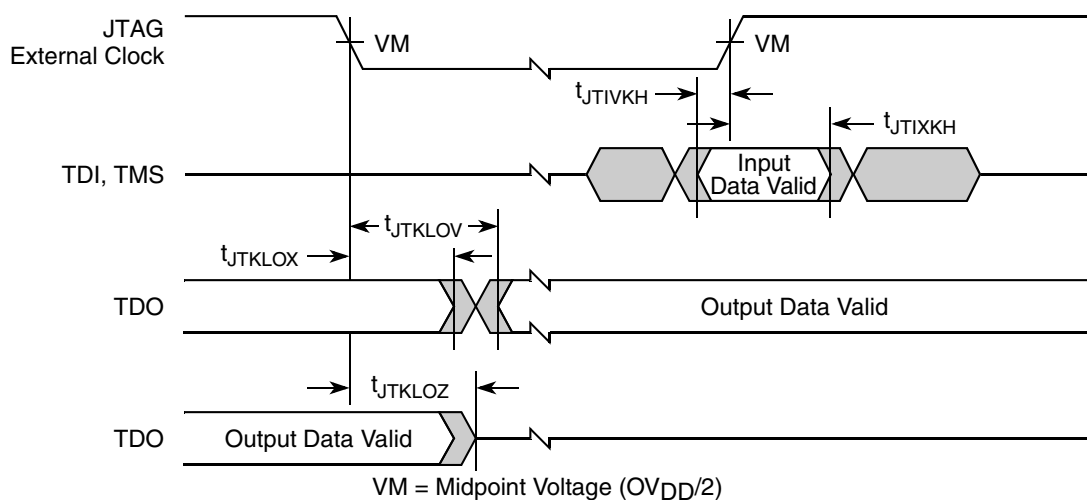 JTAG
External Clock
VM
VM
tJTIVKH
tJTIXKH
TDI, TMS
Input
Data Valid
tJTKLOV
tJTKLOX
TDO
Output Data Valid
tJTKLOZ
TDO
Output Data Valid
VM = Midpoint Voltage (OVDD/2)